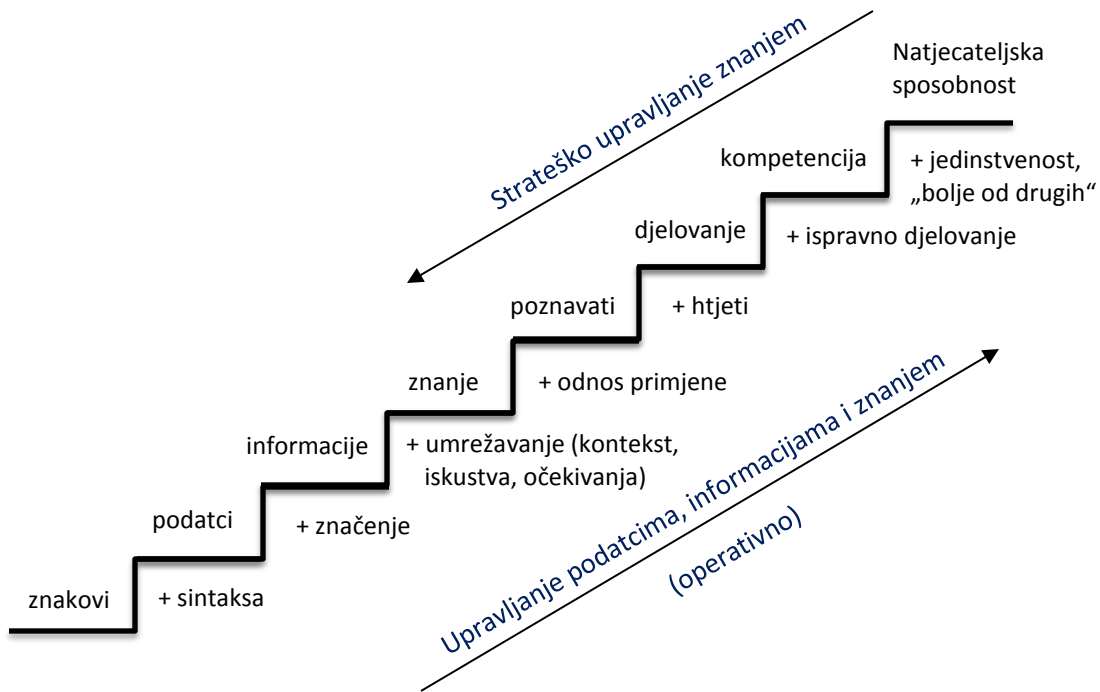 Natjecateljska
sposobnost
Strateško upravljanje znanjem
kompetencija
+ jedinstvenost,
„bolje od drugih“
djelovanje
+ ispravno djelovanje
poznavati
+ htjeti
znanje
+ odnos primjene
informacije
+ umrežavanje (kontekst,
iskustva, očekivanja)
podatci
+ značenje
znakovi
+ sintaksa
Upravljanje podatcima, informacijama i znanjem
(operativno)